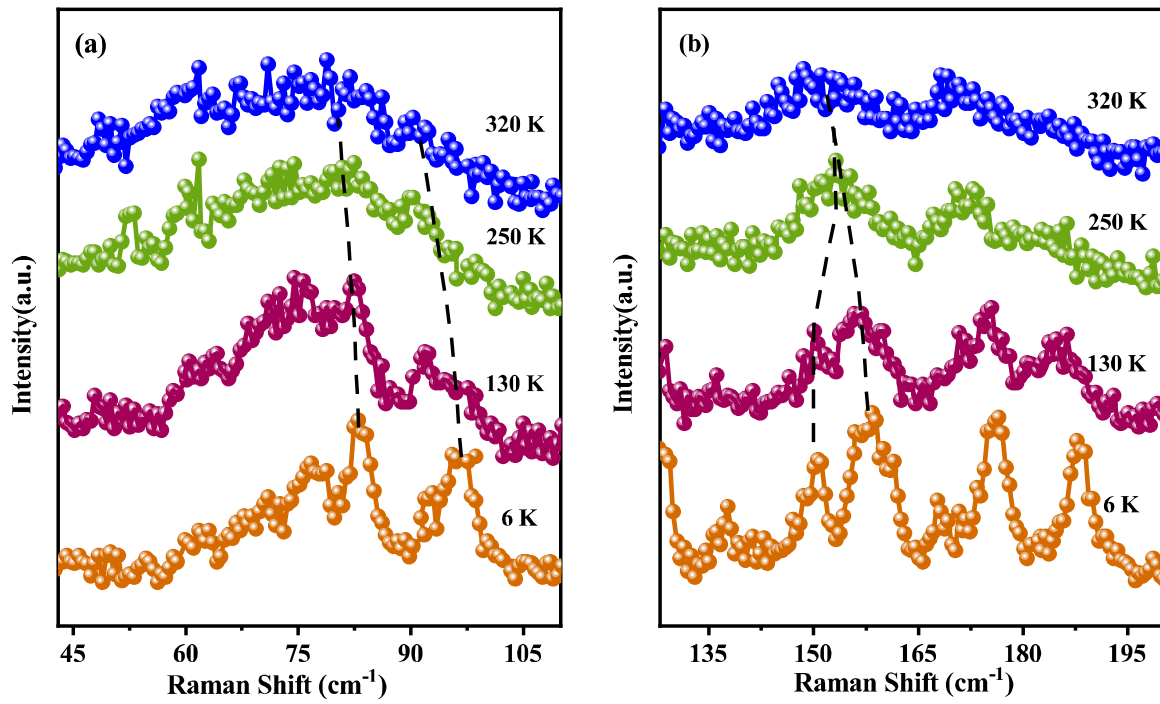 (a)
320 K
250 K
130 K
6 K
Intensity(a.u.)
45 60 75 90 105
Raman Shift (cm⁻¹)
(b)
320 K
250 K
130 K
6 K
Intensity(a.u.)
135 150 165 180 195
Raman Shift (cm⁻¹)